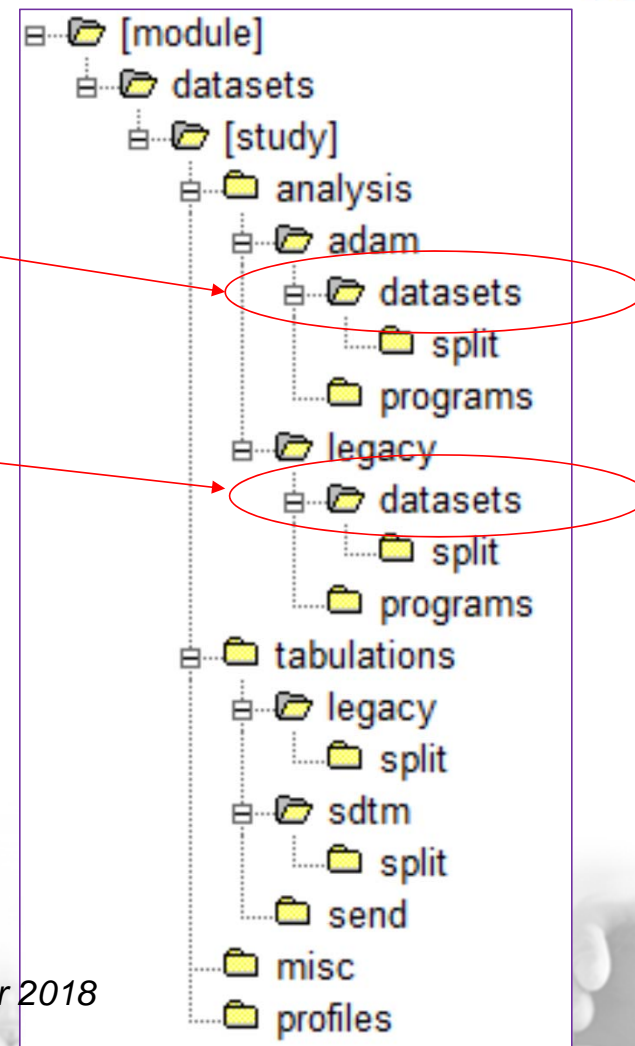 [module]
datasets
[study]
analysis
adam
datasets
split
programs
legacy
datasets
split
programs
tabulations
legacy
split
sdtm
split
send
misc
2018
profiles